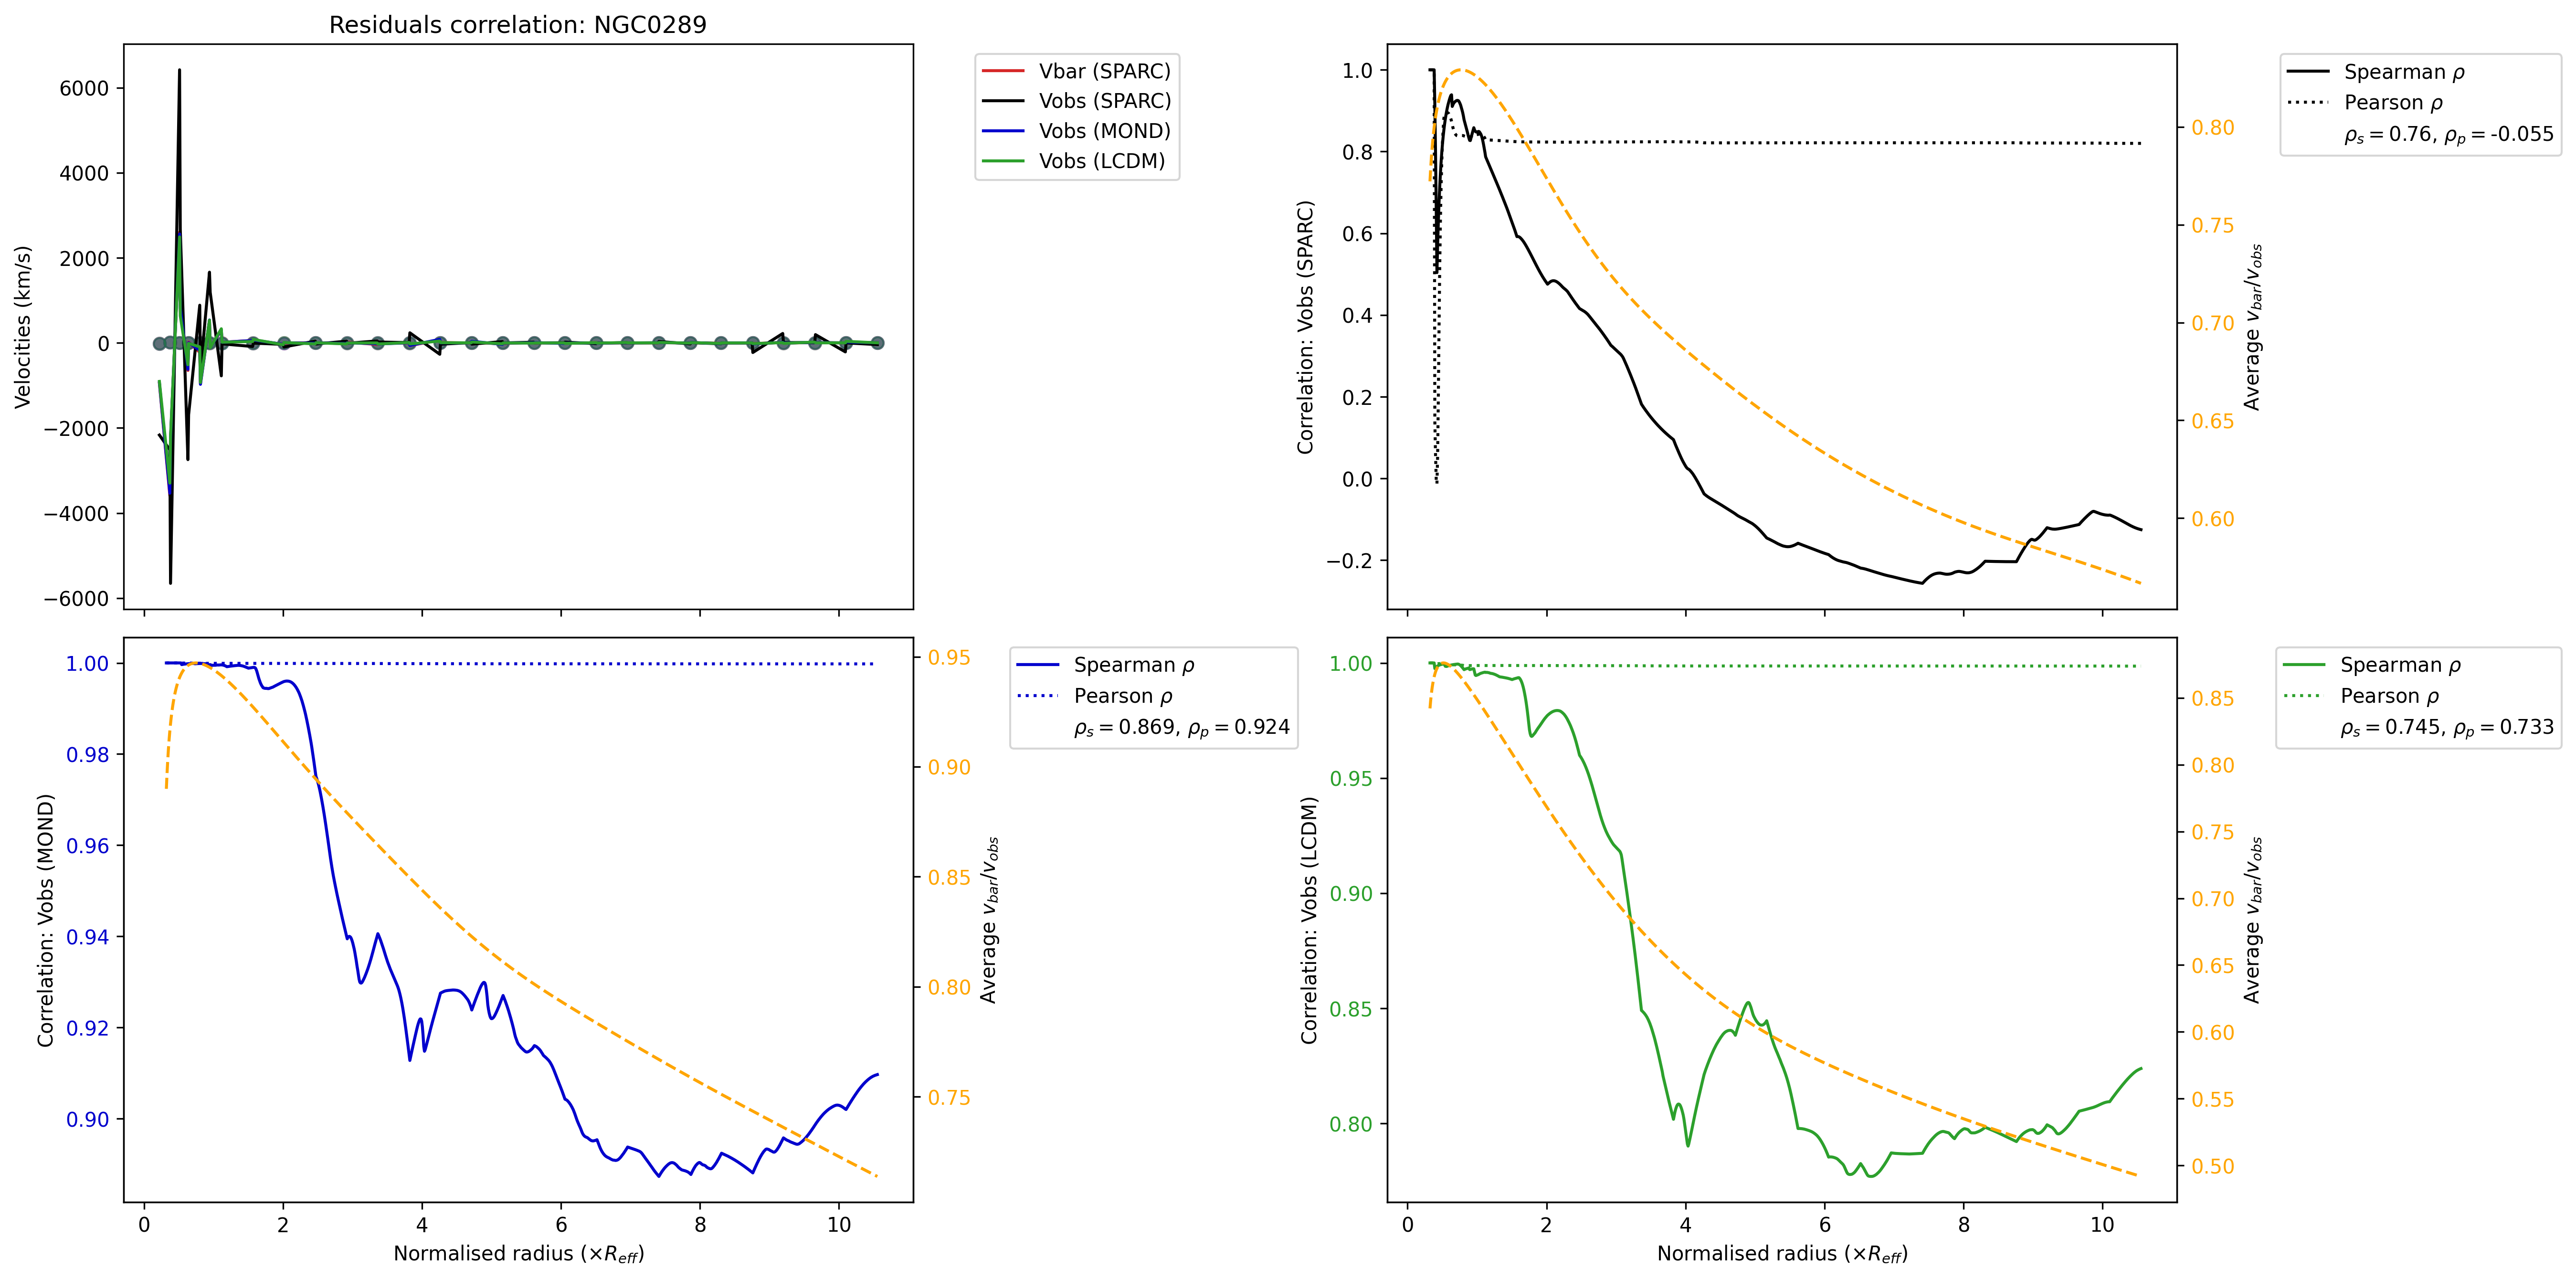 Residuals correlation: NGC0289
Velocities (km/s)
6000
4000
2000
0
−2000
−4000
−6000
Vbar (SPARC)
Vobs (SPARC)
Vobs (MOND)
Vobs (LCDM)
Correlation: Vobs (SPARC)
1.0
0.8
0.6
0.4
0.2
0.0
−0.2
0.80
0.75
0.70
0.65
0.60
Average v_bar/v_obs
Spearman ρ
Pearson ρ
ρ_s = 0.76, ρ_p = -0.055
Correlation: Vobs (MOND)
1.00
0.98
0.96
0.94
0.92
0.90
0 2 4 6 8 10
Normalised radius (×R_eff)
0.95
0.90
0.85
0.80
0.75
Average v_bar/v_obs
Spearman ρ
Pearson ρ
ρ_s = 0.869, ρ_p = 0.924
Correlation: Vobs (LCDM)
1.00
0.95
0.90
0.85
0.80
0 2 4 6 8 10
Normalised radius (×R_eff)
0.85
0.80
0.75
0.70
0.65
0.60
0.55
0.50
Average v_bar/v_obs
Spearman ρ
Pearson ρ
ρ_s = 0.745, ρ_p = 0.733